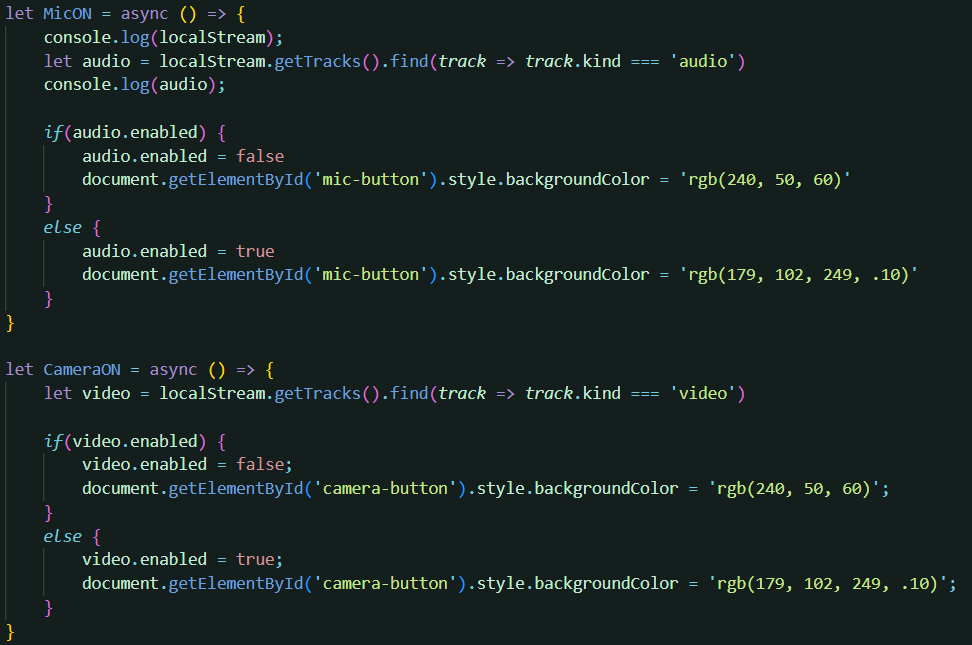 let MicON = async () => {
    console.log(localStream);
    let audio = localStream.getTracks().find(track => track.kind === 'audio')
    console.log(audio);

    if(audio.enabled) {
        audio.enabled = false
        document.getElementById('mic-button').style.backgroundColor = 'rgb(240, 50, 60)'
    }
    else {
        audio.enabled = true
        document.getElementById('mic-button').style.backgroundColor = 'rgb(179, 102, 249, .10)'
    }
}

let CameraON = async () => {
    let video = localStream.getTracks().find(track => track.kind === 'video')

    if(video.enabled) {
        video.enabled = false;
        document.getElementById('camera-button').style.backgroundColor = 'rgb(240, 50, 60)';
    }
    else {
        video.enabled = true;
        document.getElementById('camera-button').style.backgroundColor = 'rgb(179, 102, 249, .10)';
    }
}